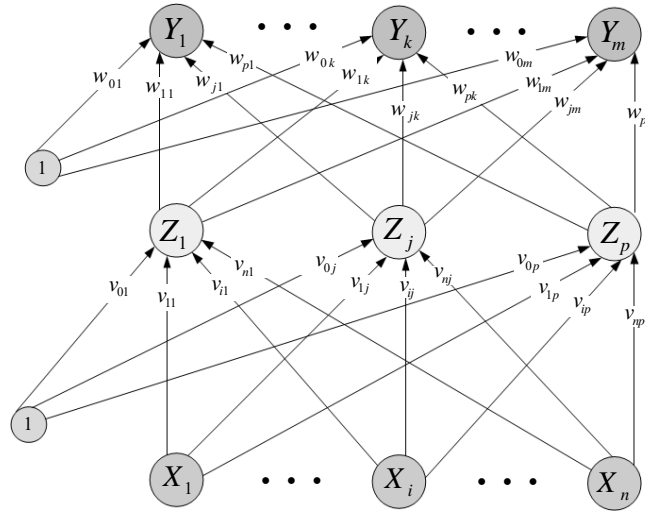 Y1 • • • Yk • • • Ym
w01 w11 wj1 wp1 w0k w1k wjk wpk w0m w1m wjm wp
1
Z1 Zj Zp
v01 v11 vi1 vn1 v0j v1j vij vnj v0p v1p vip vnp
1
X1 • • • Xi • • • Xn